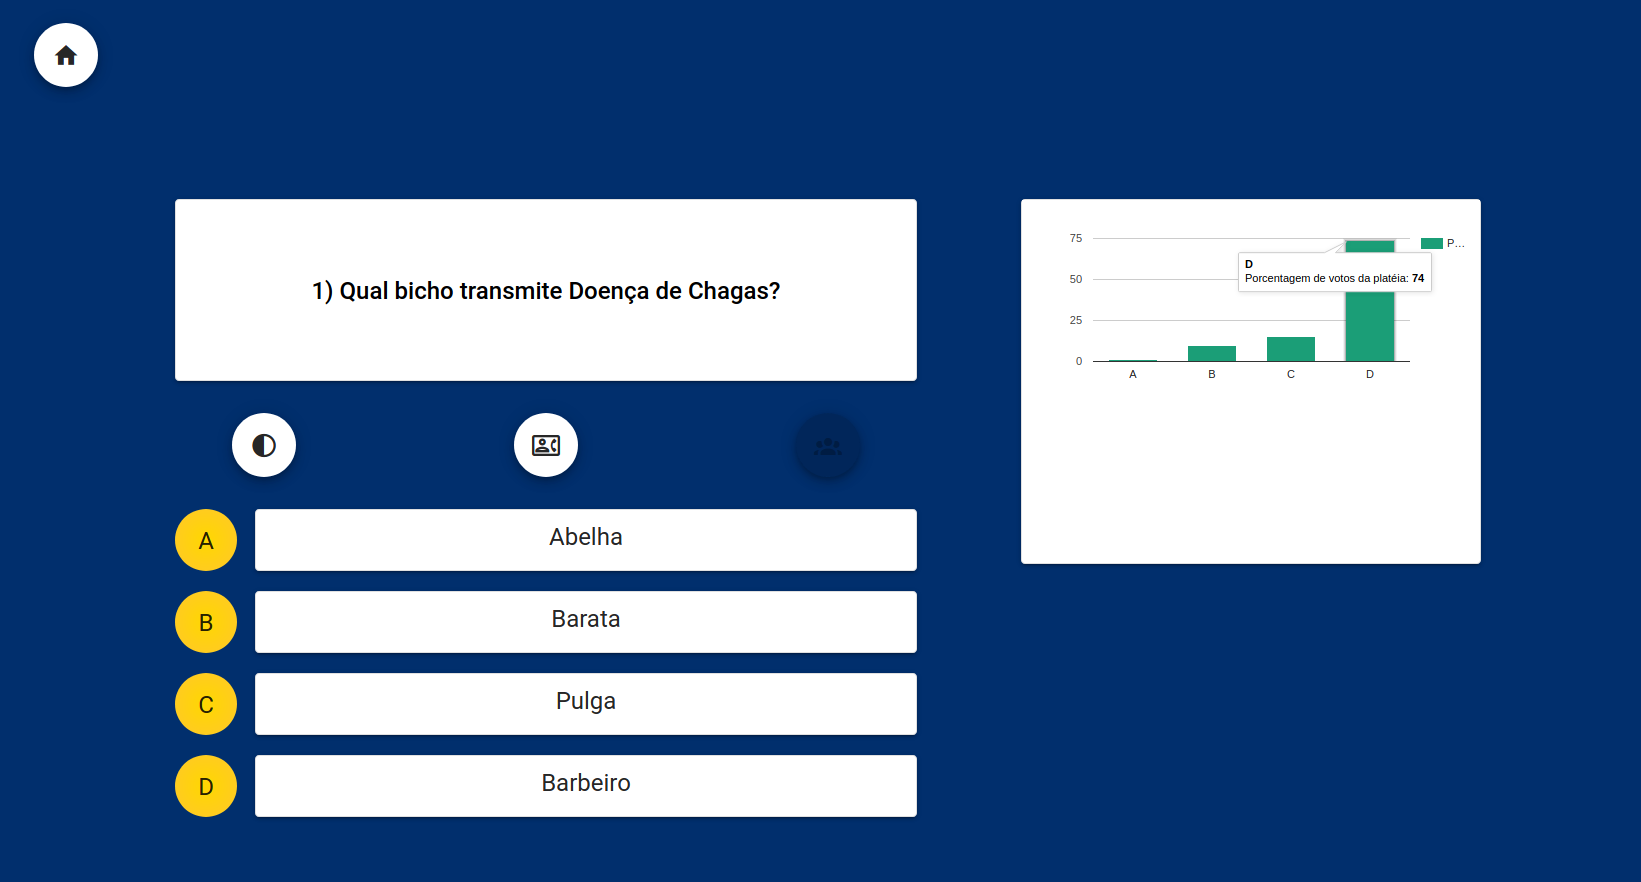 1) Qual bicho transmite Doença de Chagas?
A
Abelha
B
Barata
C
Pulga
D
Barbeiro
75
50
25
0
A B C D
P...
D
Porcentagem de votos da platéia: 74